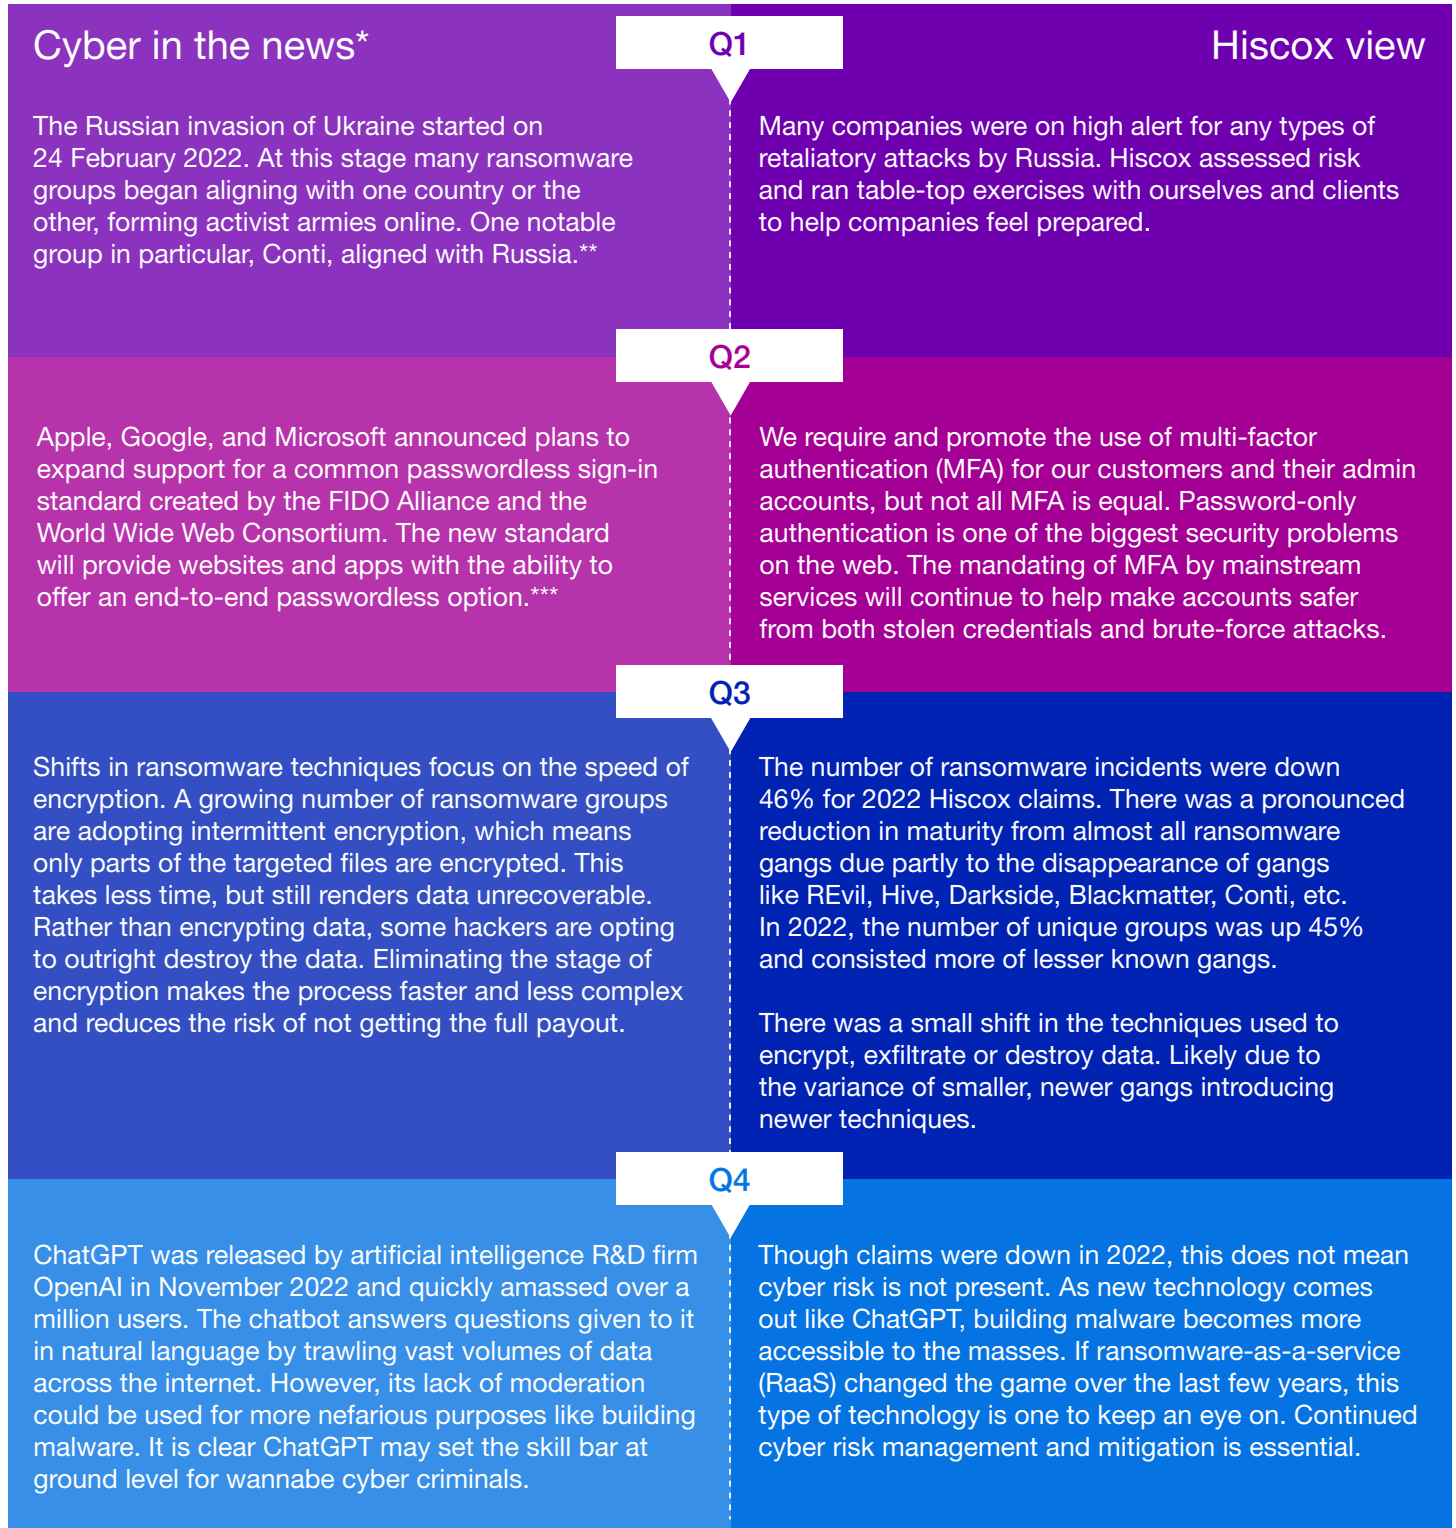 Cyber in the news*
Q1
Hiscox view
The Russian invasion of Ukraine started on
24 February 2022. At this stage many ransomware
groups began aligning with one country or the
other, forming activist armies online. One notable
group in particular, Conti, aligned with Russia.**
Many companies were on high alert for any types of
retaliatory attacks by Russia. Hiscox assessed risk
and ran table-top exercises with ourselves and clients
to help companies feel prepared.
Q2
Apple, Google, and Microsoft announced plans to
expand support for a common passwordless sign-in
standard created by the FIDO Alliance and the
World Wide Web Consortium. The new standard
will provide websites and apps with the ability to
offer an end-to-end passwordless option.***
We require and promote the use of multi-factor
authentication (MFA) for our customers and their admin
accounts, but not all MFA is equal. Password-only
authentication is one of the biggest security problems
on the web. The mandating of MFA by mainstream
services will continue to help make accounts safer
from both stolen credentials and brute-force attacks.
Q3
Shifts in ransomware techniques focus on the speed of
encryption. A growing number of ransomware groups
are adopting intermittent encryption, which means
only parts of the targeted files are encrypted. This
takes less time, but still renders data unrecoverable.
Rather than encrypting data, some hackers are opting
to outright destroy the data. Eliminating the stage of
encryption makes the process faster and less complex
and reduces the risk of not getting the full payout.
The number of ransomware incidents were down
46% for 2022 Hiscox claims. There was a pronounced
reduction in maturity from almost all ransomware
gangs due partly to the disappearance of gangs
like REvil, Hive, Darkside, Blackmatter, Conti, etc.
In 2022, the number of unique groups was up 45%
and consisted more of lesser known gangs.
There was a small shift in the techniques used to
encrypt, exfiltrate or destroy data. Likely due to
the variance of smaller, newer gangs introducing
newer techniques.
Q4
ChatGPT was released by artificial intelligence R&D firm
OpenAI in November 2022 and quickly amassed over a
million users. The chatbot answers questions given to it
in natural language by trawling vast volumes of data
across the internet. However, its lack of moderation
could be used for more nefarious purposes like building
malware. It is clear ChatGPT may set the skill bar at
ground level for wannabe cyber criminals.
Though claims were down in 2022, this does not mean
cyber risk is not present. As new technology comes
out like ChatGPT, building malware becomes more
accessible to the masses. If ransomware-as-a-service
(RaaS) changed the game over the last few years, this
type of technology is one to keep an eye on. Continued
cyber risk management and mitigation is essential.